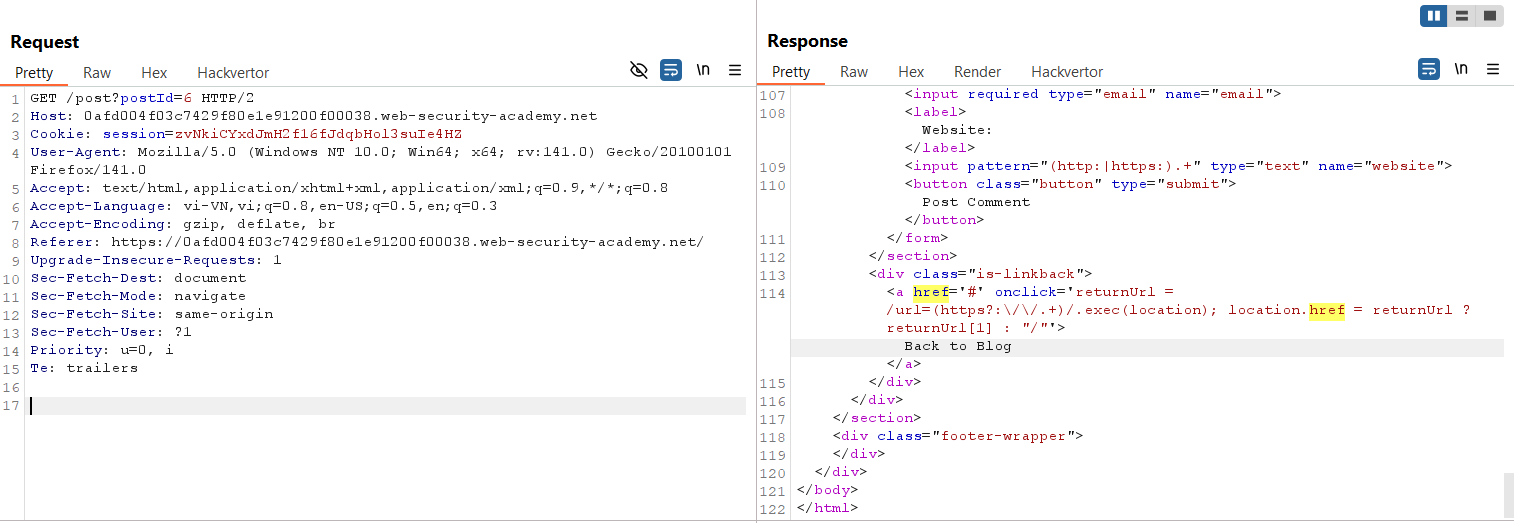 Request
Pretty Raw Hex Hackvertor \n
1 GET /post?postId=6 HTTP/2
2 Host: 0afd004f03c7429f80e1e91200f00038.web-security-academy.net
3 Cookie: session=zvNkiCYxdJmH2fl6fJdqbHol3suIe4HZ
4 User-Agent: Mozilla/5.0 (Windows NT 10.0; Win64; x64; rv:141.0) Gecko/20100101
Firefox/141.0
5 Accept: text/html,application/xhtml+xml,application/xml;q=0.9,*/*;q=0.8
6 Accept-Language: vi-VN,vi;q=0.8,en-US;q=0.5,en;q=0.3
7 Accept-Encoding: gzip, deflate, br
8 Referer: https://0afd004f03c7429f80e1e91200f00038.web-security-academy.net/
9 Upgrade-Insecure-Requests: 1
10 Sec-Fetch-Dest: document
11 Sec-Fetch-Mode: navigate
12 Sec-Fetch-Site: same-origin
13 Sec-Fetch-User: ?1
14 Priority: u=0, i
15 Te: trailers
16
17
Response
Pretty Raw Hex Render Hackvertor \n
107 <input required type="email" name="email">
108 <label>
Website:
</label>
109 <input pattern="(http:|https:).+" type="text" name="website">
110 <button class="button" type="submit">
Post Comment
</button>
111 </form>
112 </section>
113 <div class="is-linkback">
114 <a href='#' onclick='returnUrl =
/url=(https?:\/\/.+)/.exec(location); location.href = returnUrl ?
returnUrl[1] : "/"'>
Back to Blog
</a>
115 </div>
116 </div>
117 </section>
118 <div class="footer-wrapper">
119 </div>
120 </div>
121 </body>
122 </html>